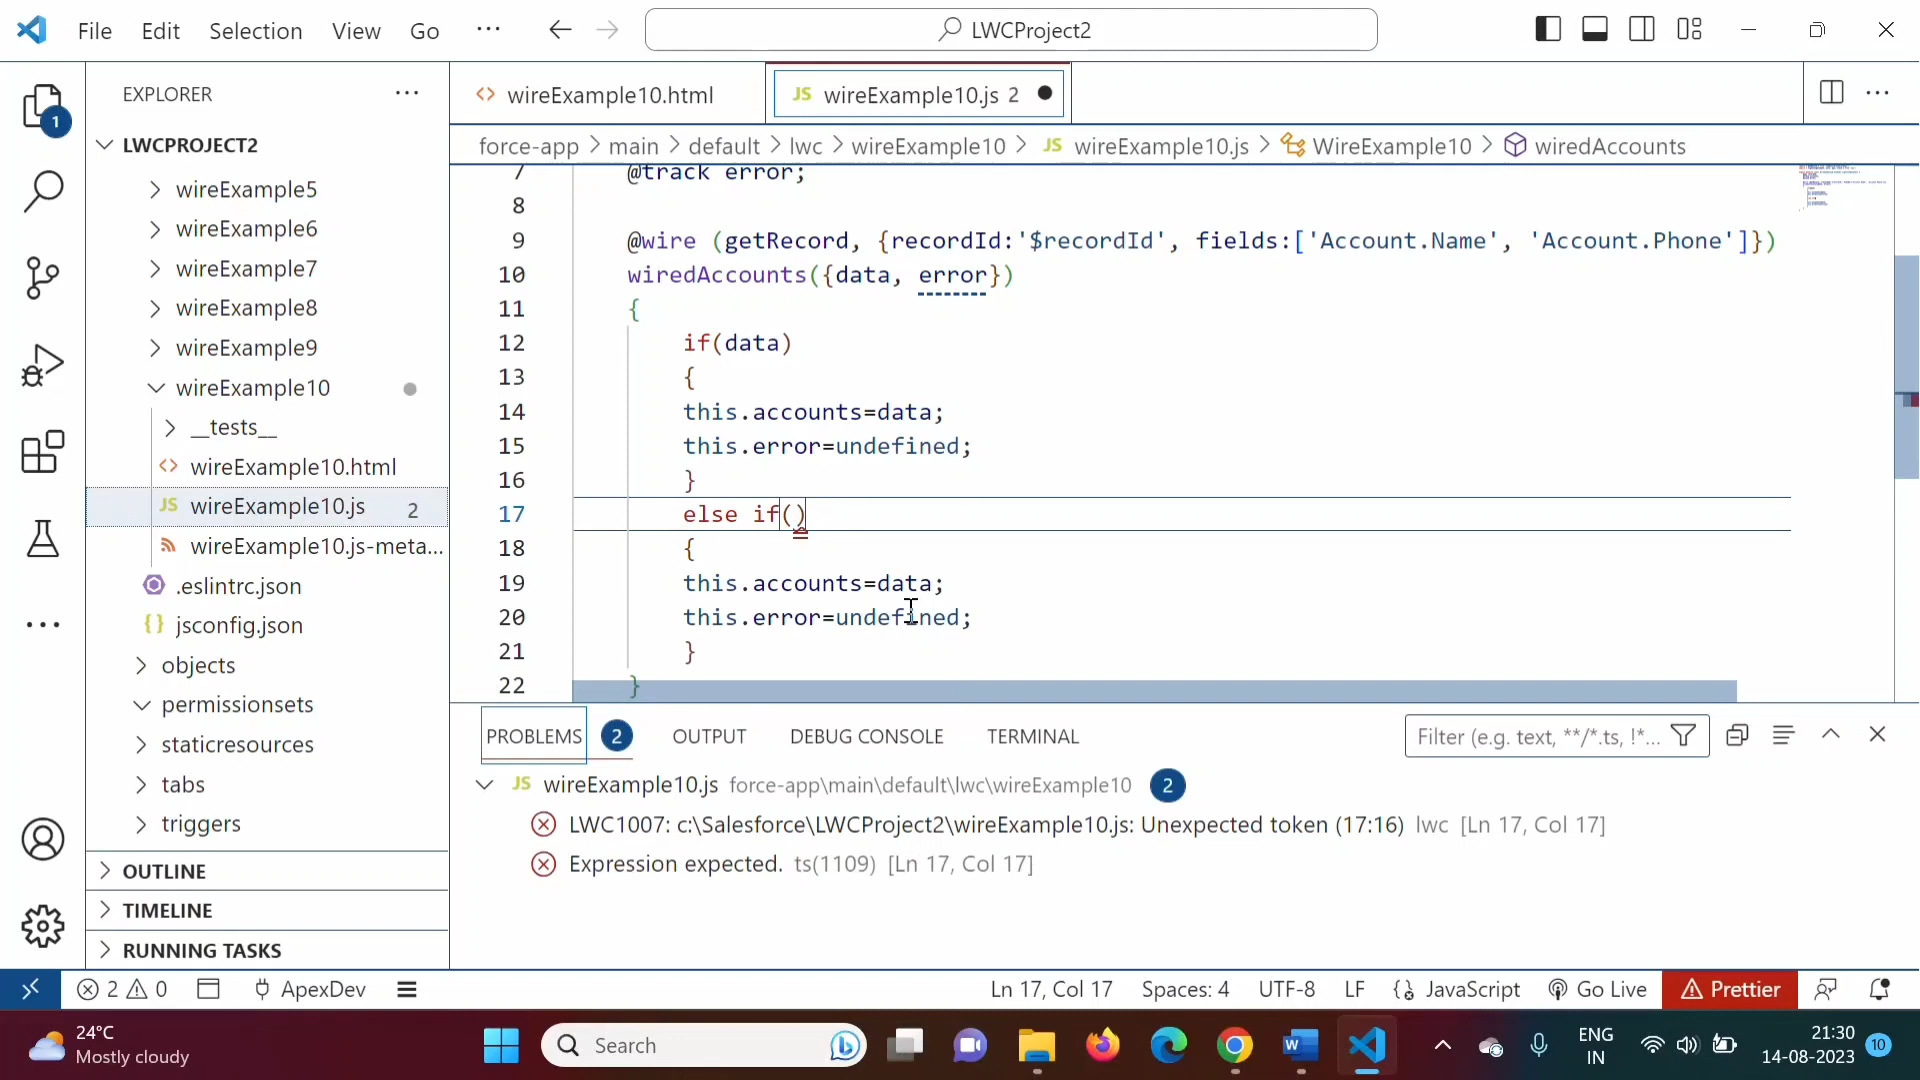 File Edit Selection View Go ··· LWCProject2
EXPLORER ···
1
LWCPROJECT2
wireExample5
wireExample6
wireExample7
wireExample8
wireExample9
wireExample10
__tests__
wireExample10.html
JS wireExample10.js 2
wireExample10.js-meta...
.eslintrc.json
{} jsconfig.json
objects
permissionsets
staticresources
tabs
triggers
OUTLINE
TIMELINE
RUNNING TASKS
<> wireExample10.html JS wireExample10.js 2
force-app > main > default > lwc > wireExample10 > JS wireExample10.js > WireExample10 > wiredAccounts
7 @track error;
8
9 @wire (getRecord, {recordId:'$recordId', fields:['Account.Name', 'Account.Phone']})
10 wiredAccounts({data, error})
11 {
12 if(data)
13 {
14 this.accounts=data;
15 this.error=undefined;
16 }
17 else if()
18 {
19 this.accounts=data;
20 this.error=undefined;
21 }
22 }
PROBLEMS 2 OUTPUT DEBUG CONSOLE TERMINAL Filter (e.g. text, **/*.ts, !*...
JS wireExample10.js force-app\main\default\lwc\wireExample10 2
LWC1007: c:\Salesforce\LWCProject2\wireExample10.js: Unexpected token (17:16) lwc [Ln 17, Col 17]
Expression expected. ts(1109) [Ln 17, Col 17]
2 0 ApexDev Ln 17, Col 17 Spaces: 4 UTF-8 LF JavaScript Go Live Prettier
24°C
Mostly cloudy
Search
W
ENG
IN
21:30
14-08-2023
10